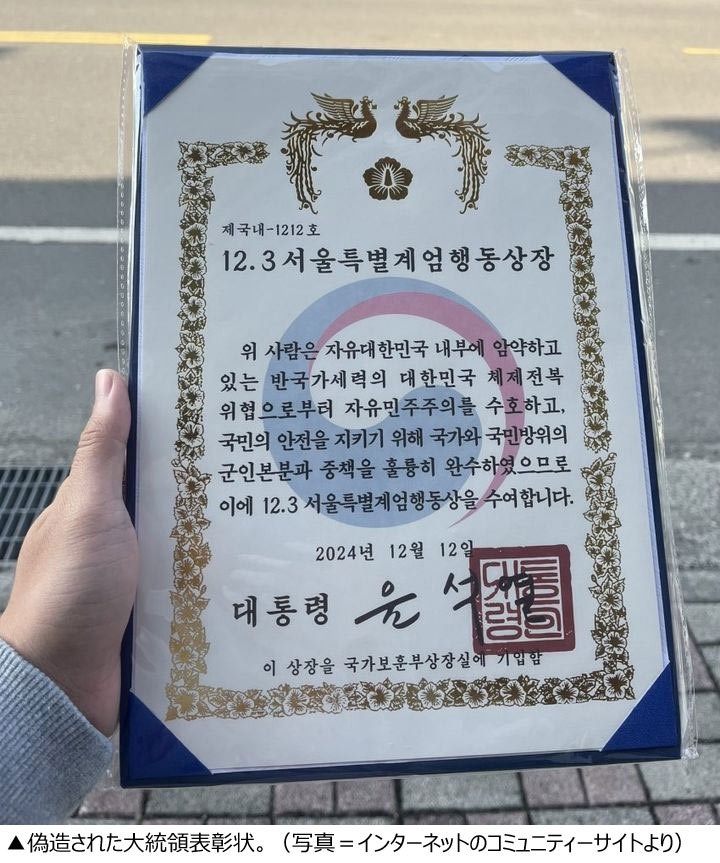 제국내-1212호
12.3서울특별계엄행동상장
위 사람은 자유대한민국 내부에 암약하고
있는 반국가세력의 대한민국 체제전복
위협으로부터 자유민주주의를 수호하고,
국민의 안전을 지키기 위해 국가와 국민방위의
군인본분과 중책을 훌륭히 완수하였으므로
이에 12.3 서울특별계엄행동상을 수여합니다.
2024년 12월 12일
대통령 윤석열
대통령의인
이 상장을 국가보훈부상장실에 기입함
▲偽造された大統領表彰状。（写真＝インターネットのコミュニティーサイトより）